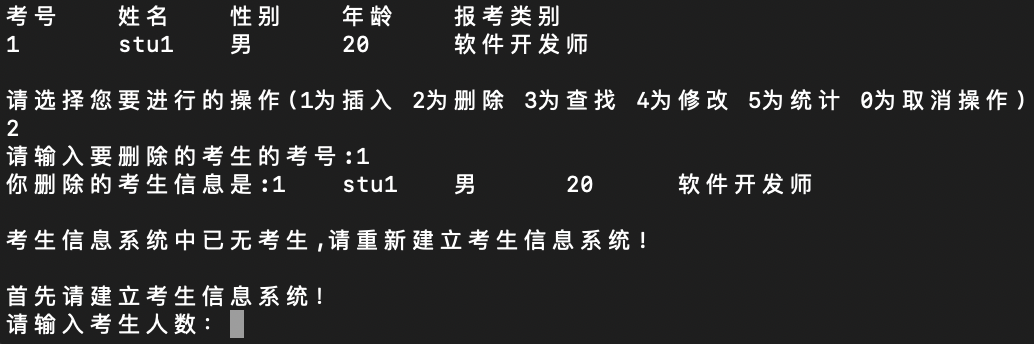 考号 姓名 性别 年龄 报考类别
1 stu1 男 20 软件开发师
请选择您要进行的操作(1为插入 2为删除 3为查找 4为修改 5为统计 0为取消操作)
2
请输入要删除的考生的考号:1
你删除的考生信息是:1 stu1 男 20 软件开发师
考生信息系统中已无考生,请重新建立考生信息系统!
首先请建立考生信息系统!
请输入考生人数: